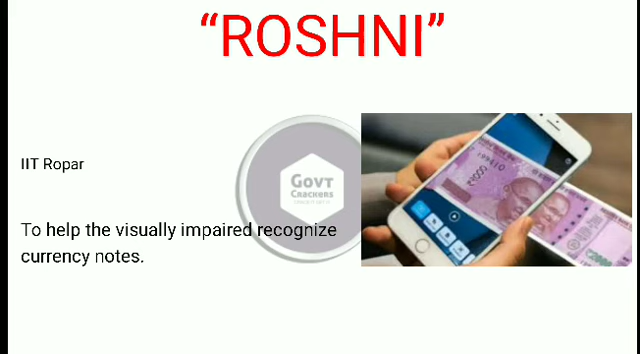 “ROSHNI”
IIT Ropar
GOVT
CRACKERS
To help the visually impaired recognize
currency notes.